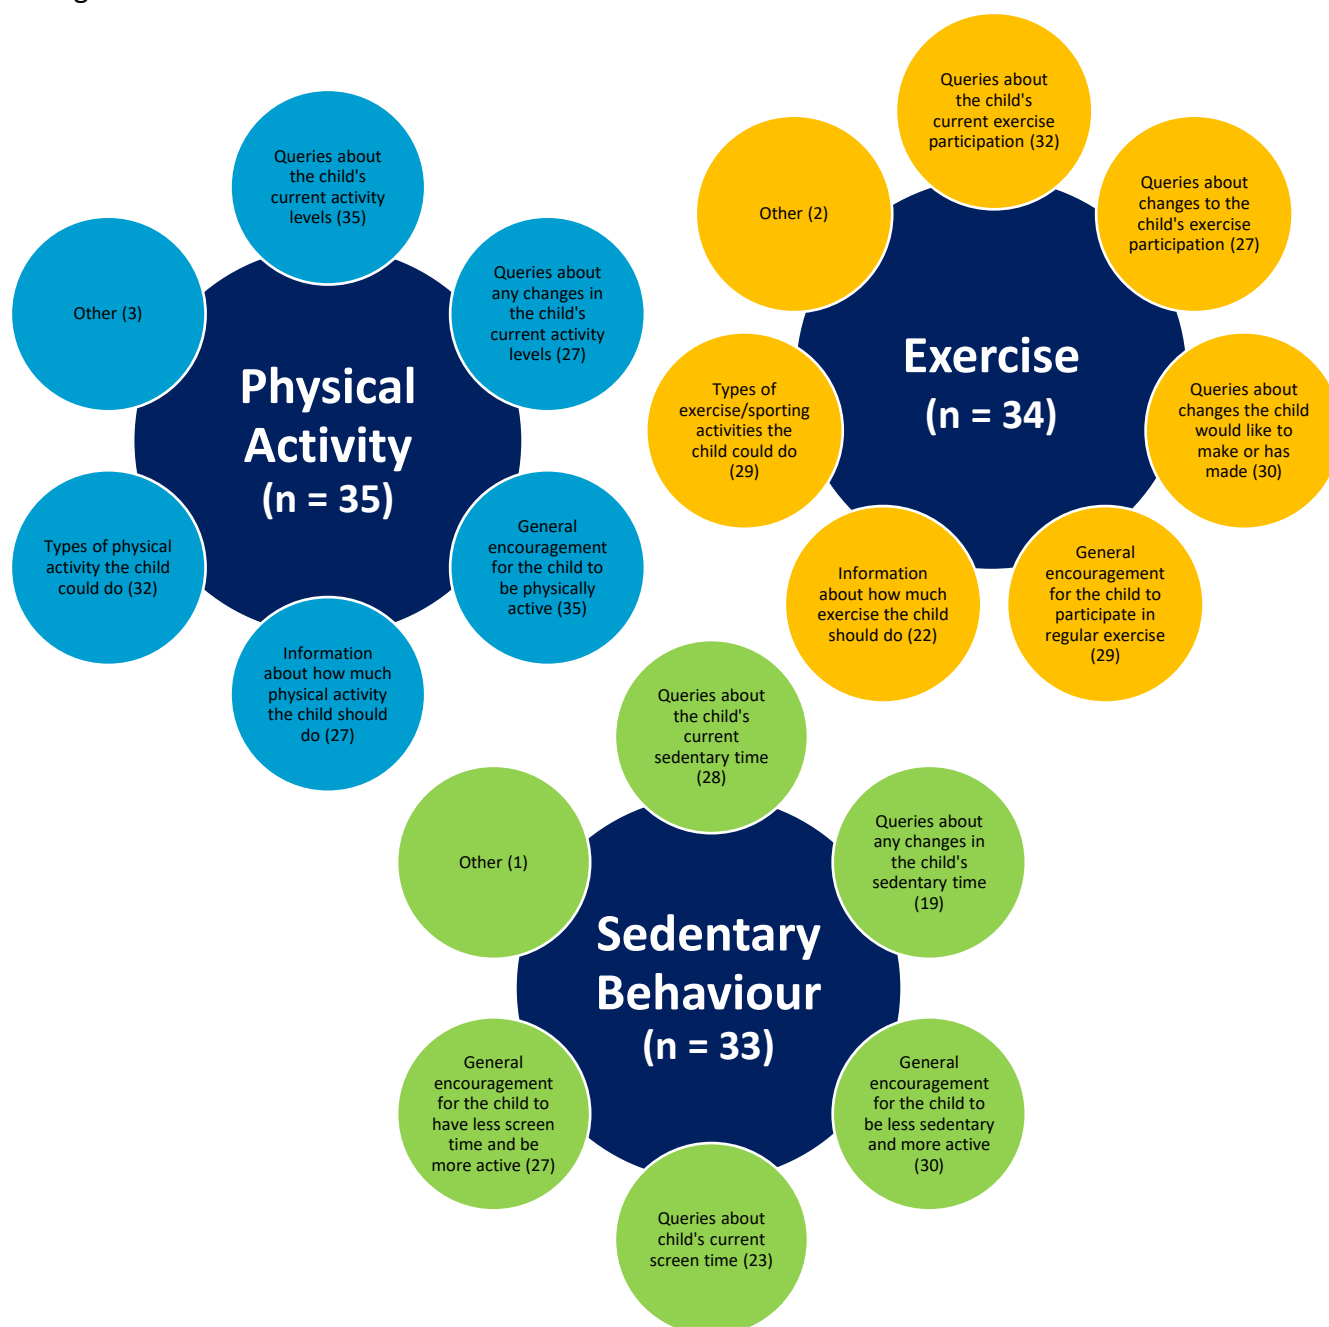 Queries about
the child's
current activity
levels (35)
Queries about
any changes in
the child's
current activity
levels (27)
General
encouragement
for the child to
be physically
active (35)
Information
about how much
physical activity
the child should
do (27)
Types of physical
activity the child
could do (32)
Other (3)
Physical
Activity
(n = 35)
Queries about
the child's
current exercise
participation (32)
Queries about
changes to the
child's exercise
participation (27)
Queries about
changes the child
would like to
make or has
made (30)
General
encouragement
for the child to
participate in
regular exercise
(29)
Information
about how much
exercise the child
should do (22)
Types of
exercise/sporting
activities the
child could do
(29)
Other (2)
Exercise
(n = 34)
Queries about
the child's
current
sedentary time
(28)
Queries about
any changes in
the child's
sedentary time
(19)
General
encouragement
for the child to
be less sedentary
and more active
(30)
Queries about
child's current
screen time (23)
General
encouragement
for the child to
have less screen
time and be
more active (27)
Other (1)
Sedentary
Behaviour
(n = 33)